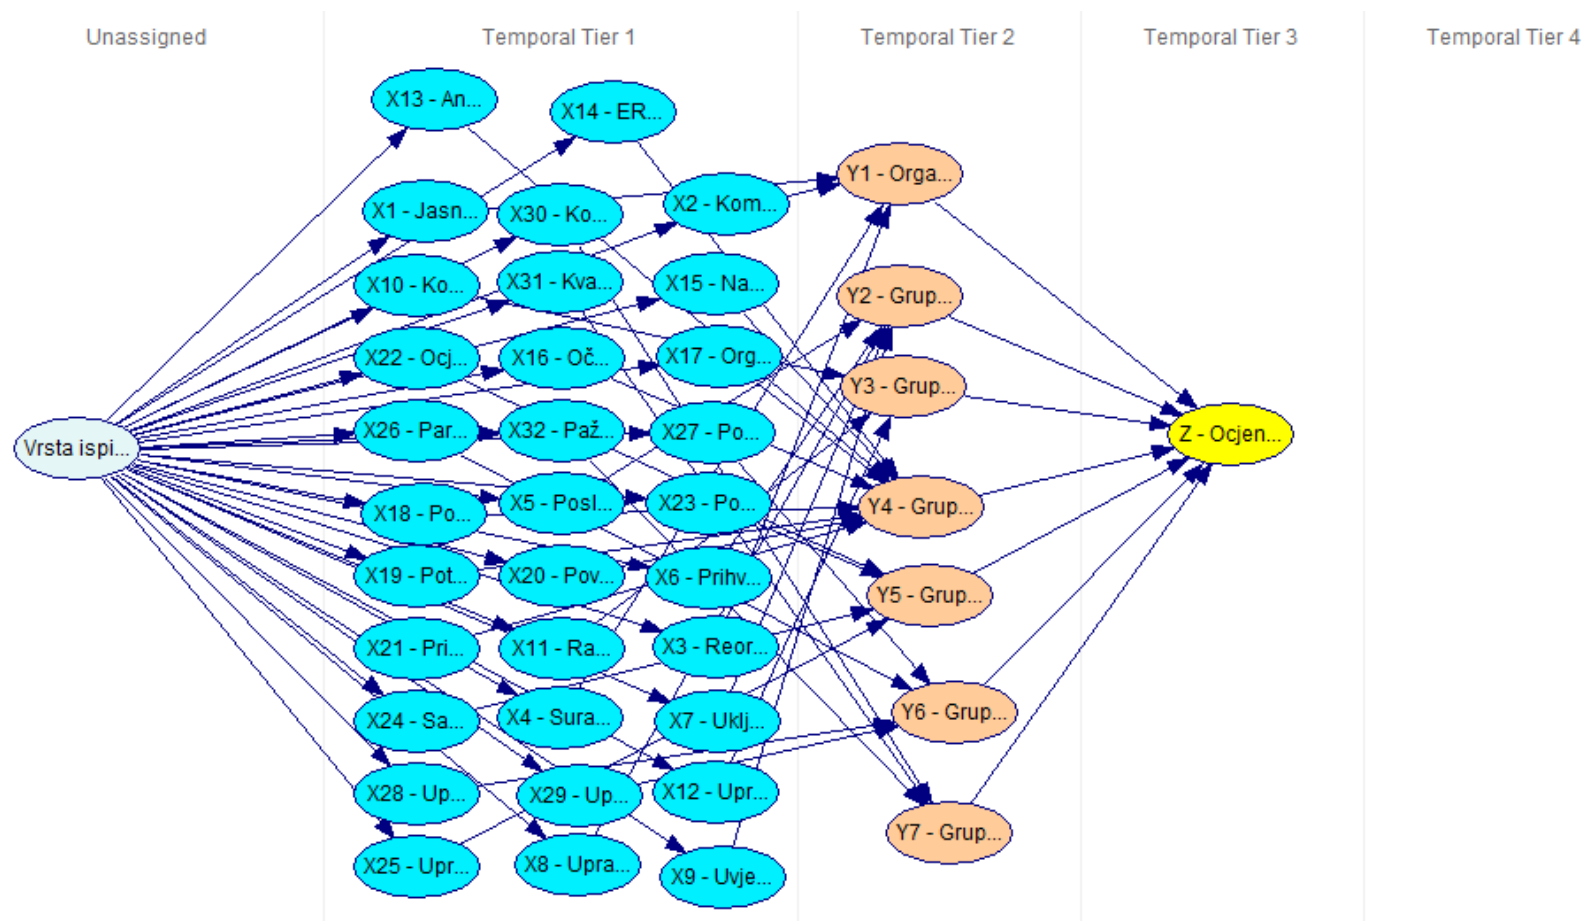 Unassigned
Temporal Tier 1
Temporal Tier 2
Temporal Tier 3
Temporal Tier 4
Vrsta ispi...
X13 - An...
X14 - ER...
X1 - Jasn...
X30 - Ko...
X2 - Kom...
X10 - Ko...
X31 - Kva...
X15 - Na...
X22 - Ocj...
X16 - Oč...
X17 - Org...
X26 - Par...
X32 - Paž...
X27 - Po...
X18 - Po...
X5 - Posl...
X23 - Po...
X19 - Pot...
X20 - Pov...
X6 - Prihv...
X21 - Pri...
X11 - Ra...
X3 - Reor...
X24 - Sa...
X4 - Sura...
X7 - Uklj...
X28 - Up...
X29 - Up...
X12 - Upr...
X25 - Upr...
X8 - Upra...
X9 - Uvje...
Y1 - Orga...
Y2 - Grup...
Y3 - Grup...
Y4 - Grup...
Y5 - Grup...
Y6 - Grup...
Y7 - Grup...
Z - Ocjen...